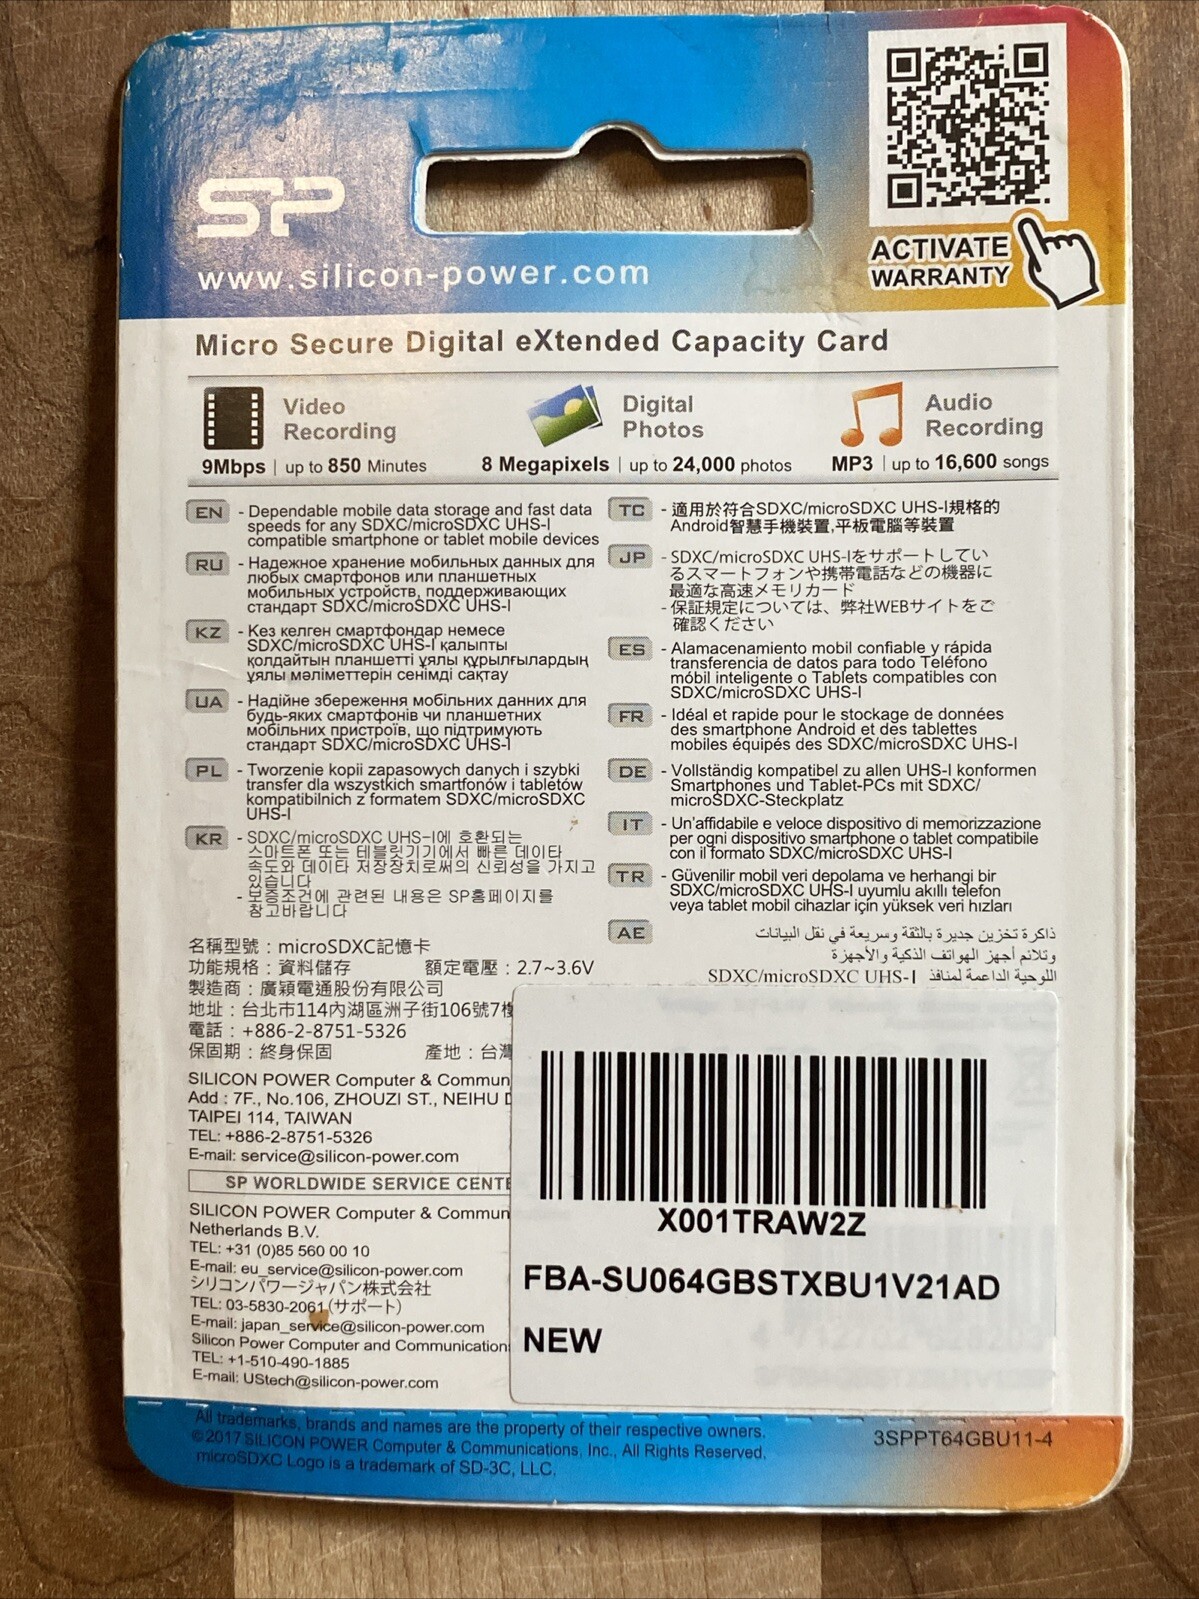 SP
www.silicon-power.com
ACTIVATE
WARRANTY
Micro Secure Digital eXtended Capacity Card
Video
Recording
9Mbps | up to 850 Minutes
Digital
Photos
8 Megapixels | up to 24,000 photos
Audio
Recording
MP3 | up to 16,600 songs
EN - Dependable mobile data storage and fast data
speeds for any SDXC/microSDXC UHS-I
compatible smartphone or tablet mobile devices
RU - Надежное хранение мобильных данных для
любых смартфонов или планшетных
мобильных устройств, поддерживающих
стандарт SDXC/microSDXC UHS-I
KZ - Кез келген смартфондар немесе
SDXC/microSDXC UHS-I қалыпты
қолдайтын планшетті ұялы құрылғылардың
ұялы мәліметтерін сенімді сақтау
UA - Надійне збереження мобільних данних для
будь-яких смартфонів чи планшетних
мобільних пристроїв, що підтримують
стандарт SDXC/microSDXC UHS-I
PL - Tworzenie kopii zapasowych danych i szybki
transfer dla wszystkich smartfonów i tabletów
kompatibilnich z formatem SDXC/microSDXC
UHS-I
KR - SDXC/microSDXC UHS-I에 호환되는
스마트폰 또는 테블릿기기에서 빠른 데이타
속도와 데이타 저장장치로써의 신뢰성을 가지고
있습니다
- 보증조건에 관련된 내용은 SP홈페이지를
참고바랍니다
TC - 適用於符合SDXC/microSDXC UHS-I規格的
Android智慧手機裝置,平板電腦等裝置
JP - SDXC/microSDXC UHS-Iをサポートしてい
るスマートフォンや携帯電話などの機器に
最適な高速メモリカード
- 保証規定については、弊社WEBサイトをご
確認ください
ES - Alamacenamiento mobil confiable y rápida
transferencia de datos para todo Teléfono
móbil inteligente o Tablets compatibles con
SDXC/microSDXC UHS-I
FR - Idéal et rapide pour le stockage de données
des smartphone Android et des tablettes
mobiles équipés des SDXC/microSDXC UHS-I
DE - Vollständig kompatibel zu allen UHS-I konformen
Smartphones und Tablet-PCs mit SDXC/
microSDXC-Steckplatz
IT - Un'affidabile e veloce dispositivo di memorizzazione
per ogni dispositivo smartphone o tablet compatibile
con il formato SDXC/microSDXC UHS-I
TR - Güvenilir mobil veri depolama ve herhangi bir
SDXC/microSDXC UHS-I uyumlu akıllı telefon
veya tablet mobil cihazlar için yüksek veri hızları
AE ذاكرة تخزين جديرة بالثقة وسريعة في نقل البيانات
وتلائم أجهز الهواتف الذكية والأجهزة
اللوحية الداعمة لمنافذ SDXC/microSDXC UHS-I
名稱型號：microSDXC記憶卡
功能規格：資料儲存 額定電壓：2.7~3.6V
製造商：廣穎電通股份有限公司
地址：台北市114內湖區洲子街106號7樓
電話：+886-2-8751-5326
保固期：終身保固 產地：台灣
SILICON POWER Computer & Commun
Add : 7F., No.106, ZHOUZI ST., NEIHU D
TAIPEI 114, TAIWAN
TEL: +886-2-8751-5326
E-mail: service@silicon-power.com
SP WORLDWIDE SERVICE CENTE
SILICON POWER Computer & Commun
Netherlands B.V.
TEL: +31 (0)85 560 00 10
E-mail: eu_service@silicon-power.com
シリコンパワージャパン株式会社
TEL: 03-5830-2061(サポート)
E-mail: japan_service@silicon-power.com
Silicon Power Computer and Communication
TEL: +1-510-490-1885
E-mail: UStech@silicon-power.com
X001TRAW2Z
FBA-SU064GBSTXBU1V21AD
NEW
All trademarks, brands and names are the property of their respective owners.
©2017 SILICON POWER Computer & Communications, Inc., All Rights Reserved.
microSDXC Logo is a trademark of SD-3C, LLC.
3SPPT64GBU11-4